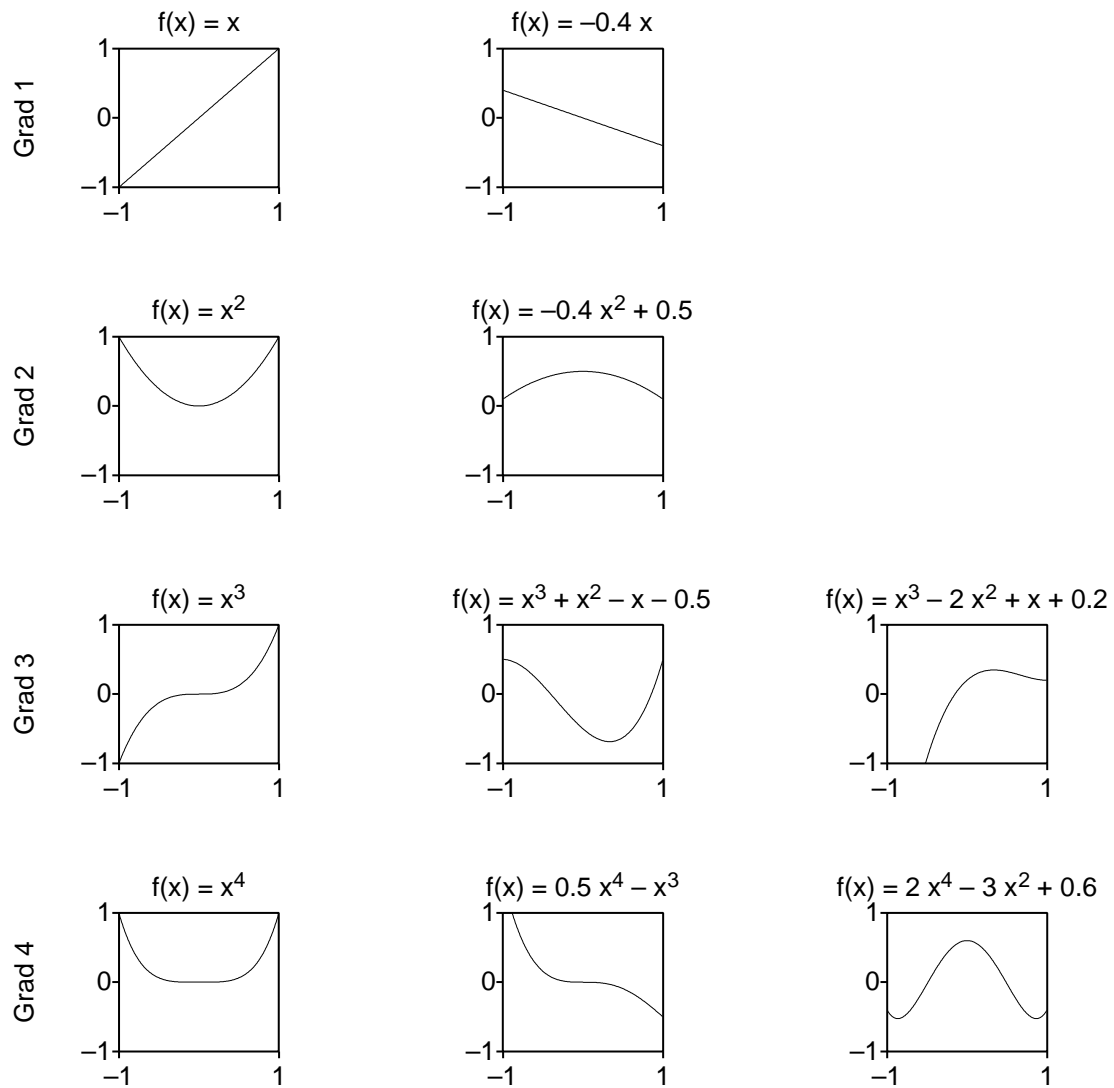 f(x) = x
f(x) = –0.4 x
Grad 1
1
0
–1
–1 1
1
0
–1
–1 1
f(x) = x²
f(x) = –0.4 x² + 0.5
Grad 2
1
0
–1
–1 1
1
0
–1
–1 1
f(x) = x³
f(x) = x³ + x² – x – 0.5
f(x) = x³ – 2 x² + x + 0.2
Grad 3
1
0
–1
–1 1
1
0
–1
–1 1
1
0
–1
–1 1
f(x) = x⁴
f(x) = 0.5 x⁴ – x³
f(x) = 2 x⁴ – 3 x² + 0.6
Grad 4
1
0
–1
–1 1
1
0
–1
–1 1
1
0
–1
–1 1